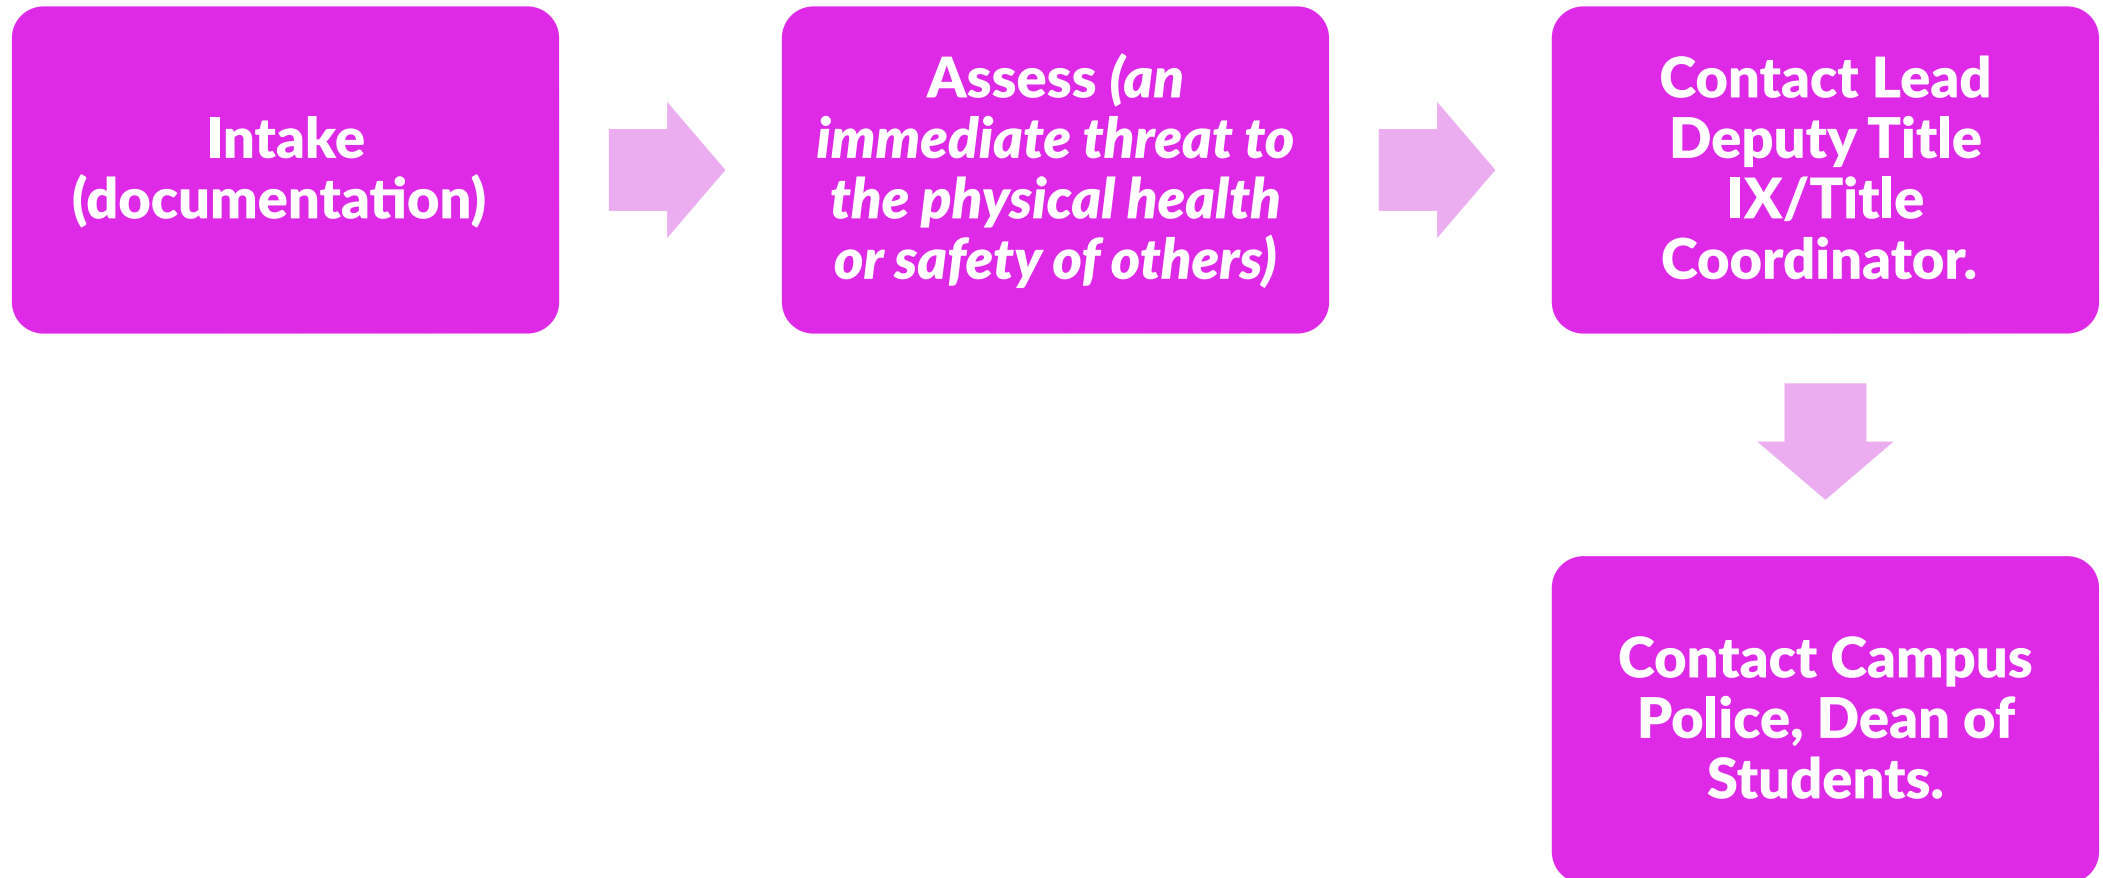 Intake
(documentation)
Assess (an
immediate threat to
the physical health
or safety of others)
Contact Lead
Deputy Title
IX/Title
Coordinator.
Contact Campus
Police, Dean of
Students.